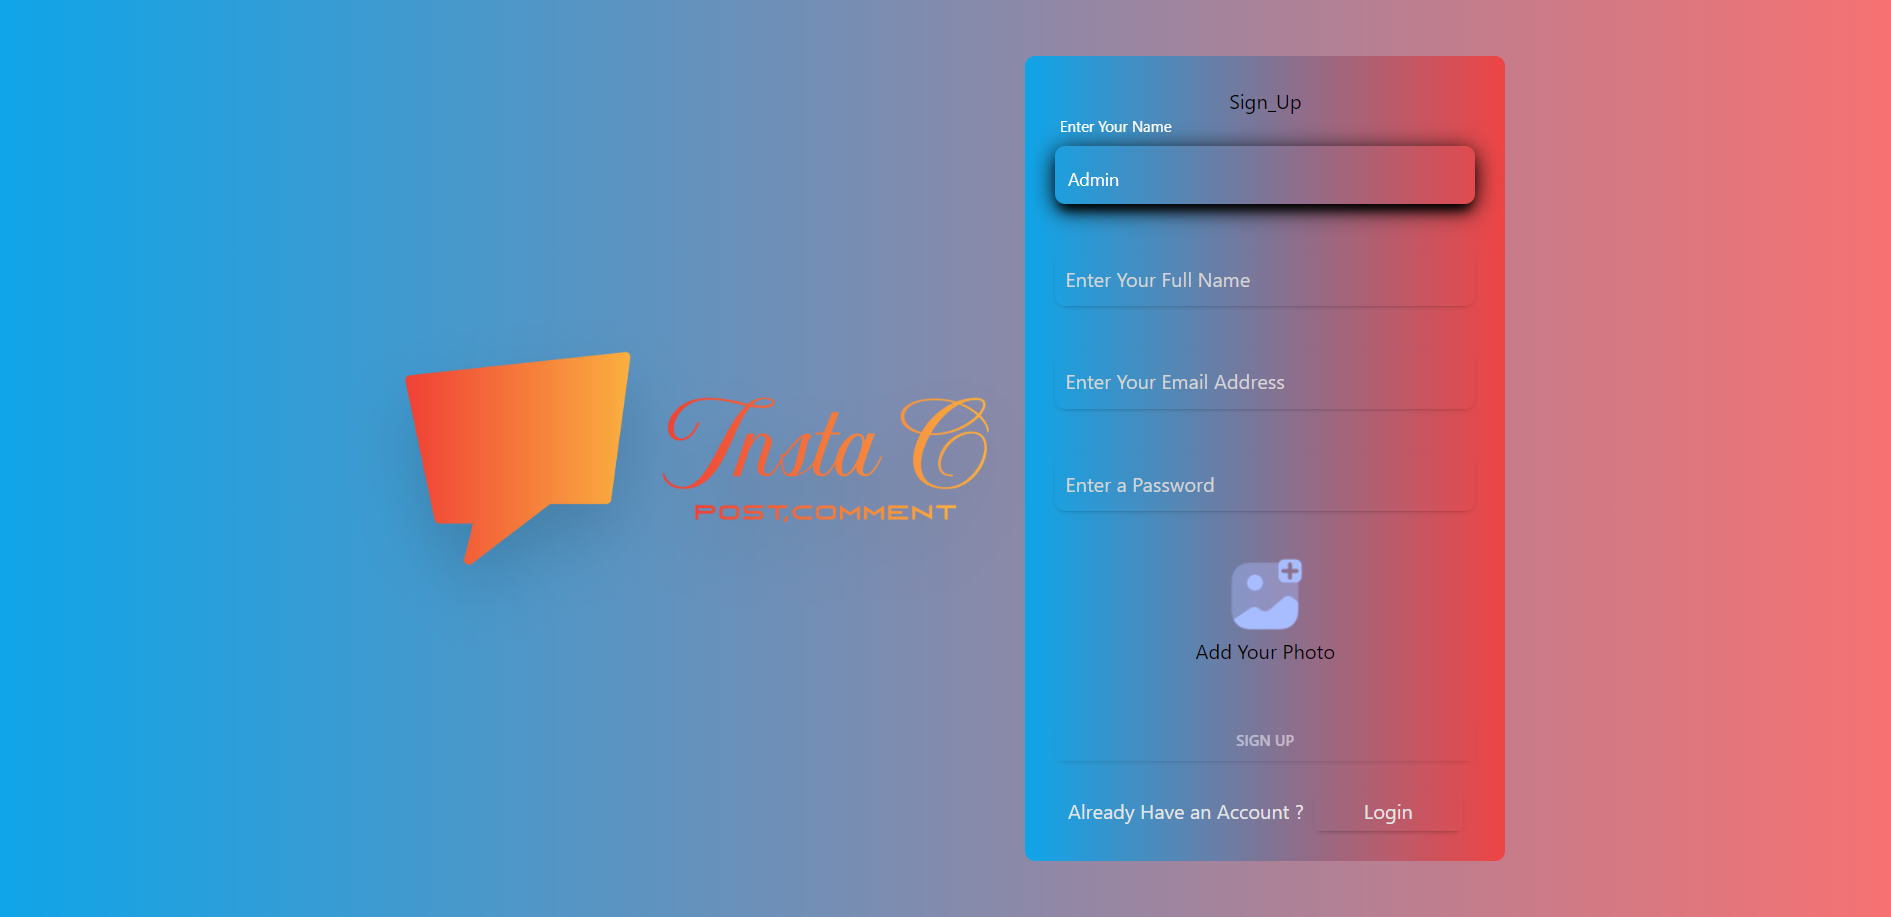 Insta C
POST,COMMENT
Sign_Up
Enter Your Name
Admin
Enter Your Full Name
Enter Your Email Address
Enter a Password
Add Your Photo
SIGN UP
Already Have an Account ? Login